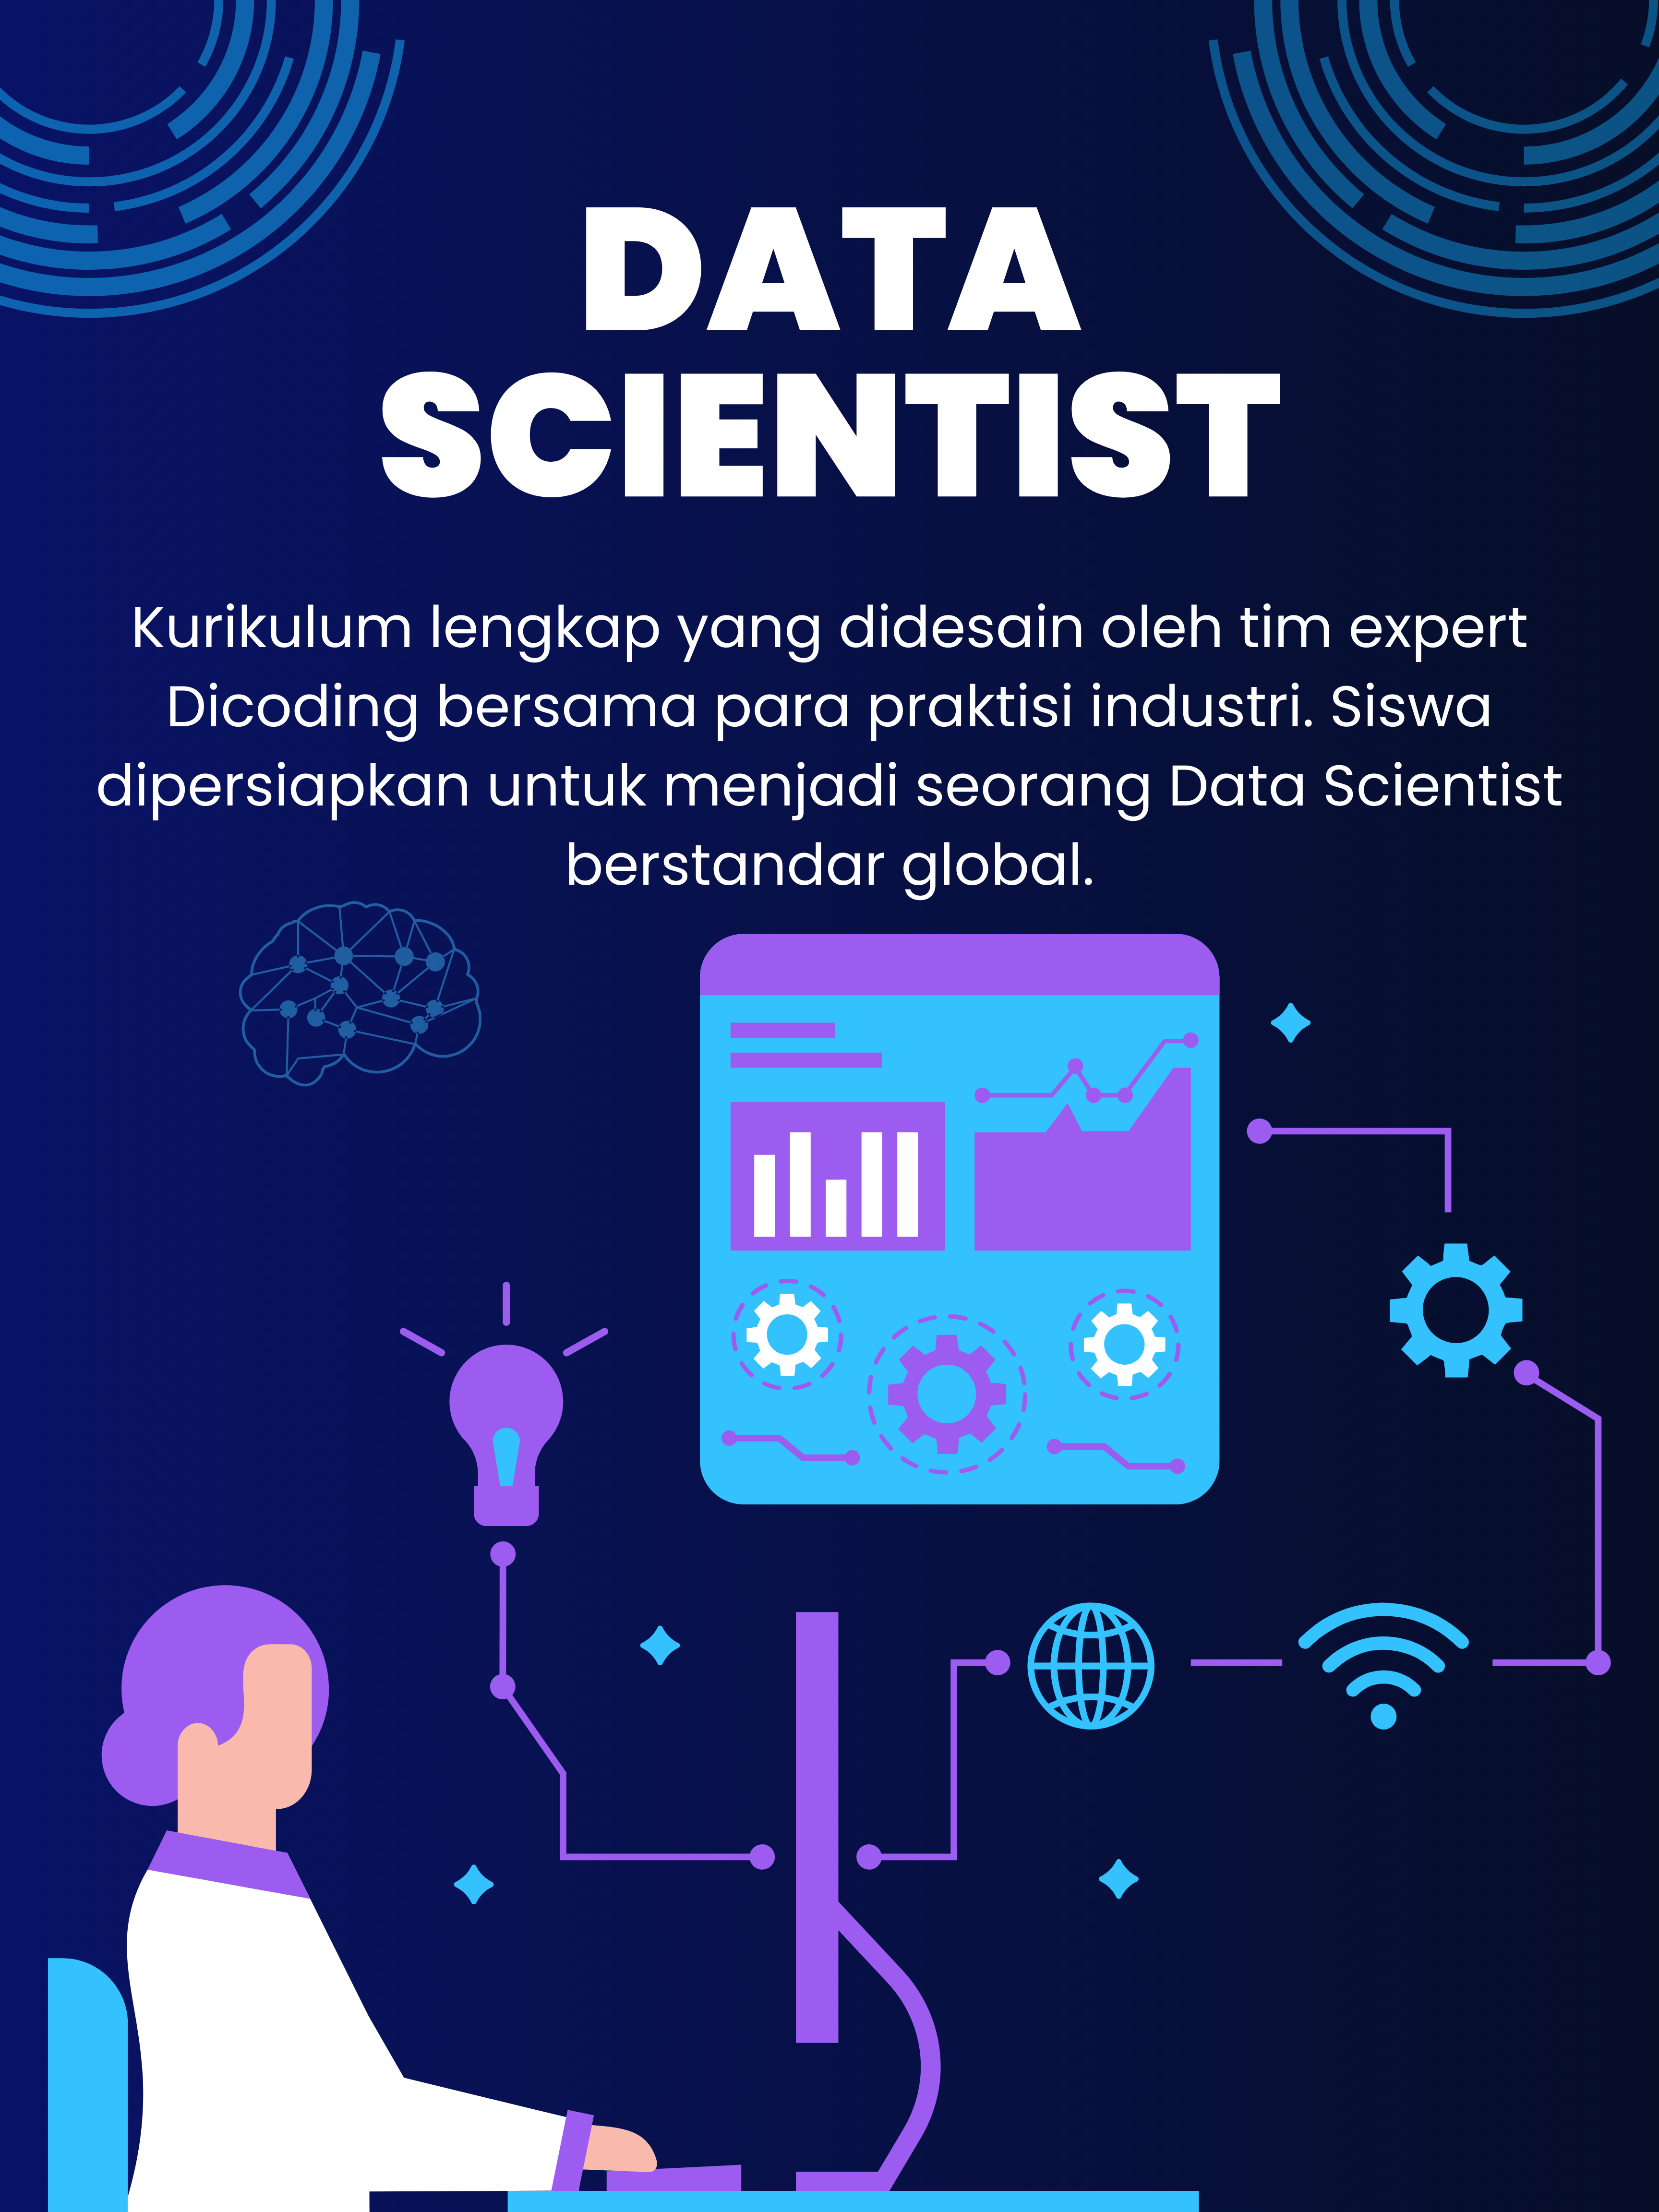 DATA
SCIENTIST
Kurikulum lengkap yang didesain oleh tim expert
Dicoding bersama para praktisi industri. Siswa
dipersiapkan untuk menjadi seorang Data Scientist
berstandar global.